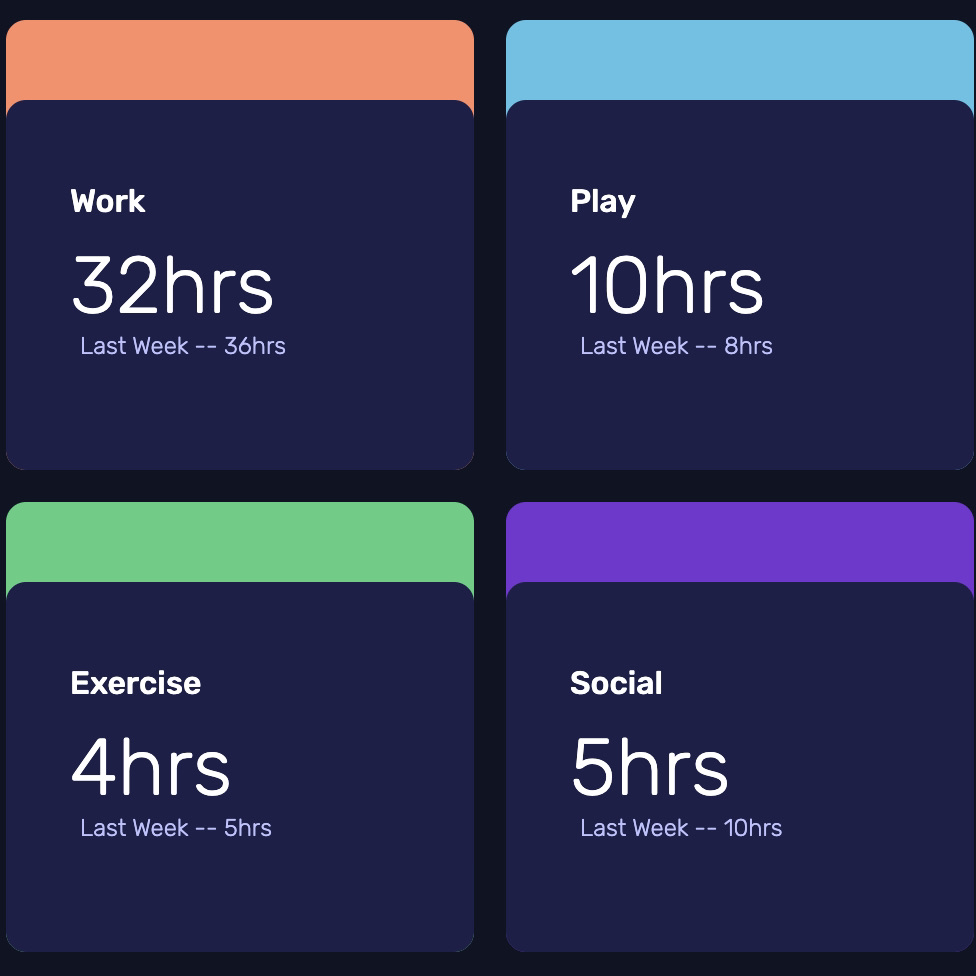 Work
32hrs
Last Week -- 36hrs
Play
10hrs
Last Week -- 8hrs
Exercise
4hrs
Last Week -- 5hrs
Social
5hrs
Last Week -- 10hrs